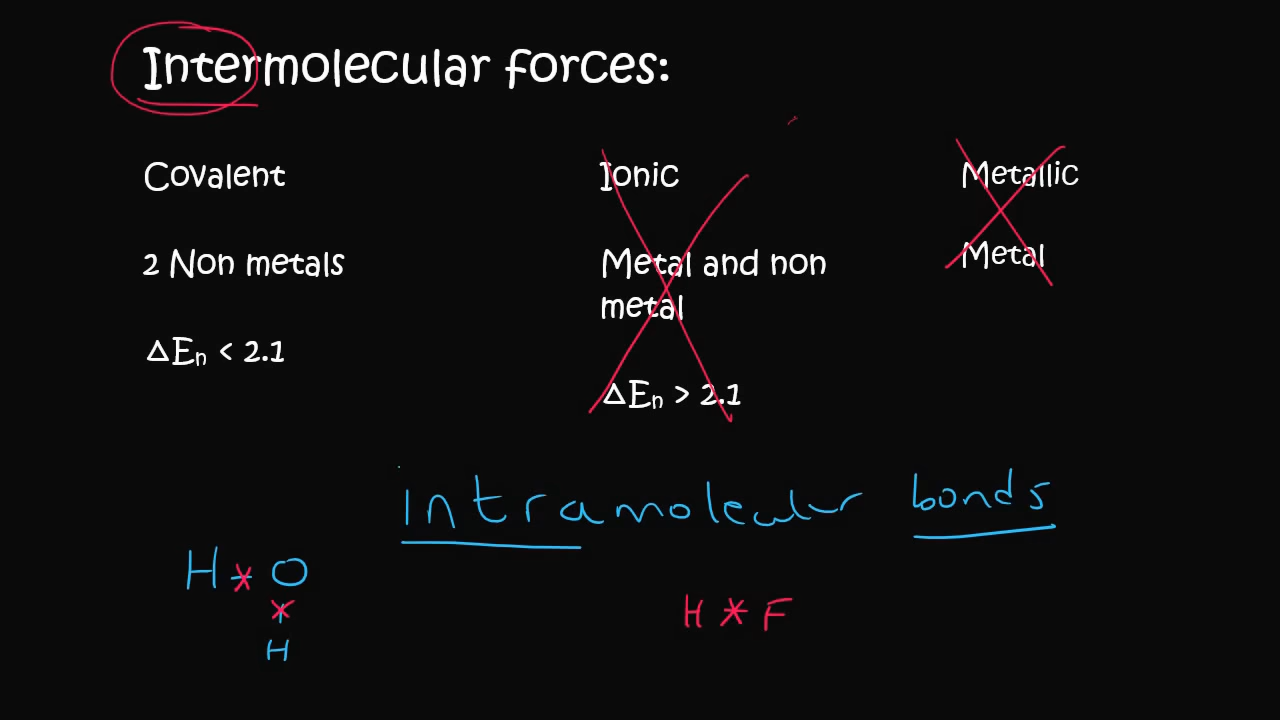 Intermolecular forces:
Covalent Ionic Metallic
2 Non metals Metal and non metal Metal
ΔEn < 2.1 ΔEn > 2.1
intramolecular bonds
H O
H
H F